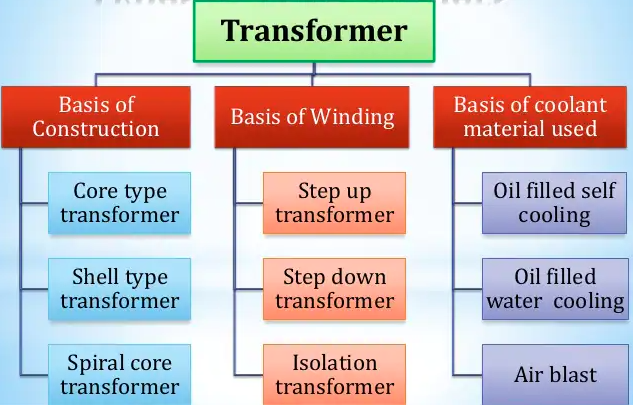 Transformer
Basis of
Construction
Core type
transformer
Shell type
transformer
Spiral core
transformer
Basis of Winding
Step up
transformer
Step down
transformer
Isolation
transformer
Basis of coolant
material used
Oil filled self
cooling
Oil filled
water cooling
Air blast